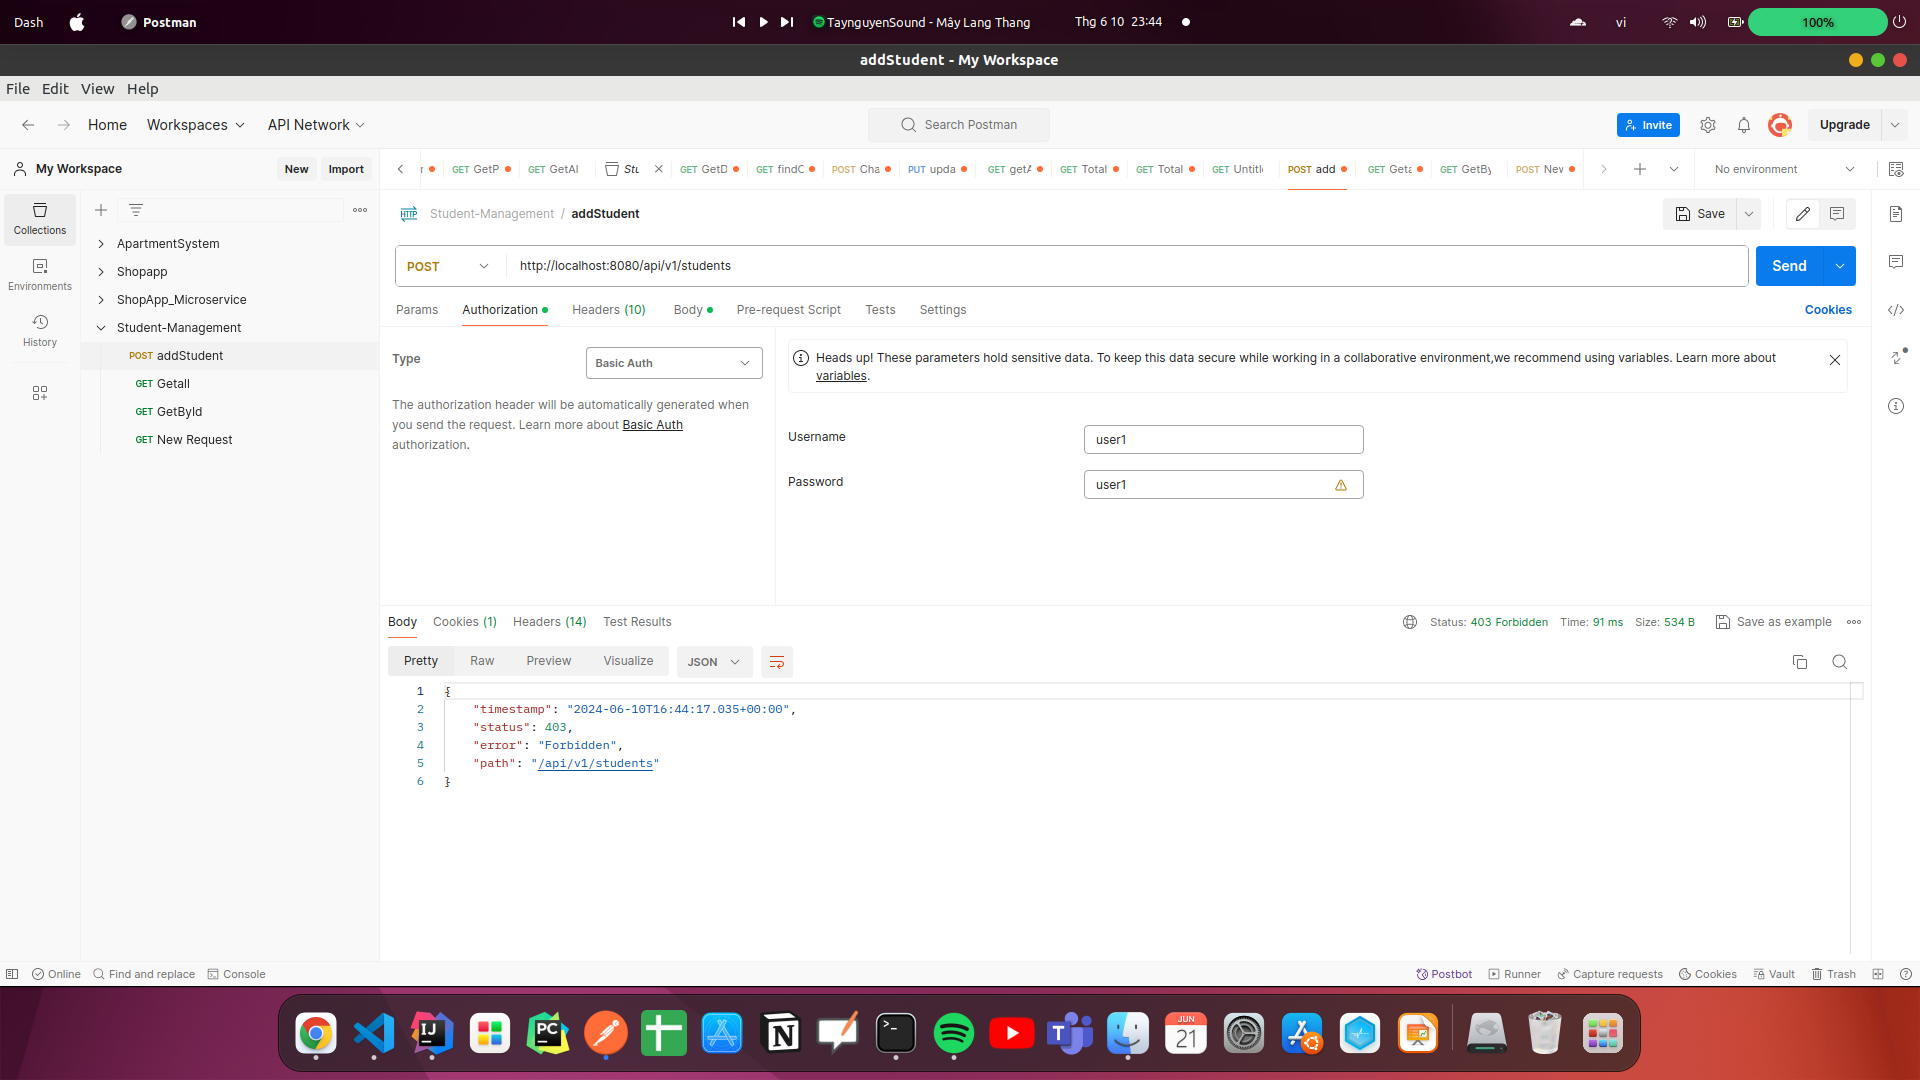 Dash
Postman
TaynguyenSound - Mây Lang Thang
Thg 6 10 23:44
vi
100%
addStudent - My Workspace
File Edit View Help
Home Workspaces API Network
Search Postman
Invite
Upgrade
My Workspace
New Import
GET GetP
GET GetAl
Stu
GET GetD
GET findC
POST Cha
PUT upda
GET getA
GET Total
GET Total
GET Untitle
POST add
GET Geta
GET GetBy
POST New
No environment
Collections
Environments
History
ApartmentSystem
Shopapp
ShopApp_Microservice
Student-Management
POST addStudent
GET Getall
GET GetById
GET New Request
HTTP Student-Management / addStudent
Save
POST http://localhost:8080/api/v1/students
Send
Params Authorization Headers (10) Body Pre-request Script Tests Settings
Cookies
Type
Basic Auth
The authorization header will be automatically generated when
you send the request. Learn more about Basic Auth
authorization.
Heads up! These parameters hold sensitive data. To keep this data secure while working in a collaborative environment,we recommend using variables. Learn more about
variables.
Username user1
Password user1
Body Cookies (1) Headers (14) Test Results
Status: 403 Forbidden Time: 91 ms Size: 534 B
Save as example
Pretty Raw Preview Visualize JSON
1 {
2 "timestamp": "2024-06-10T16:44:17.035+00:00",
3 "status": 403,
4 "error": "Forbidden",
5 "path": "/api/v1/students"
6 }
Online Find and replace Console
Postbot Runner Capture requests Cookies Vault Trash
IJ
PC
N
>_
T
JUN
21